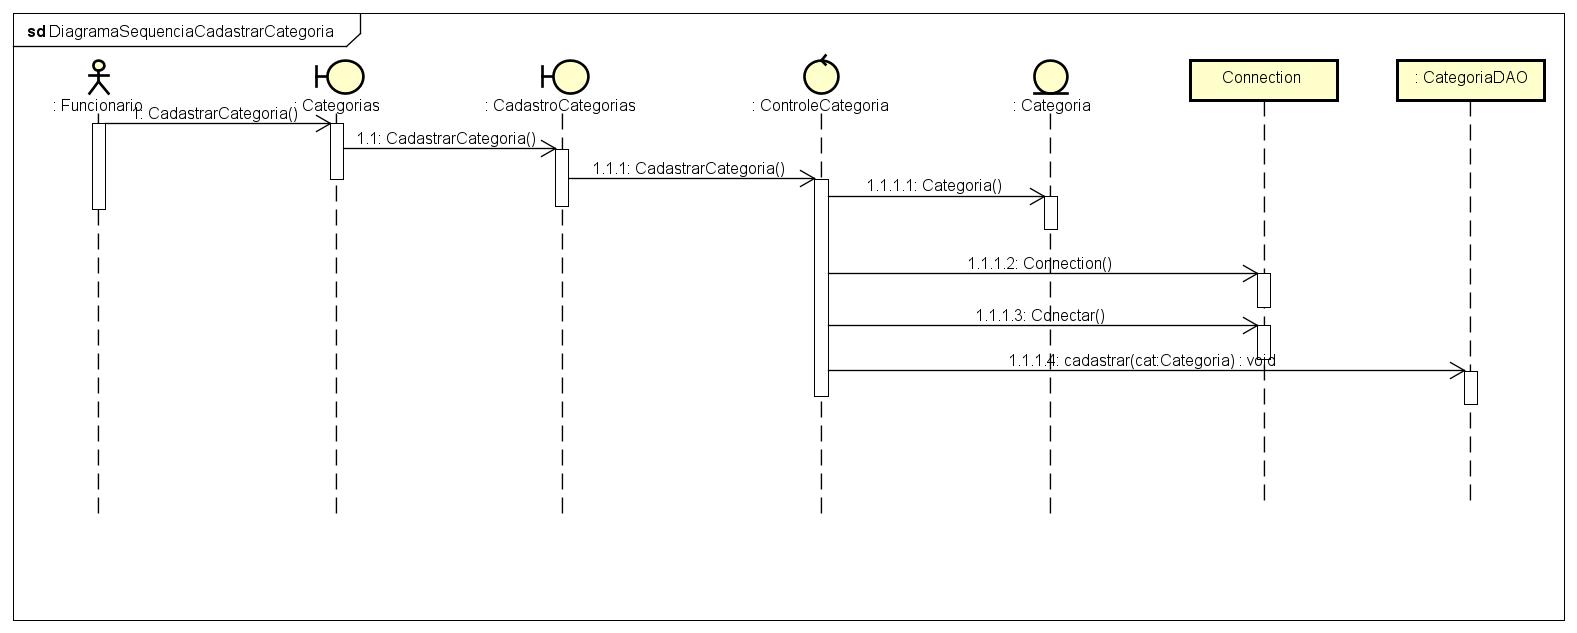 sd DiagramaSequenciaCadastrarCategoria
: Funcionario
Categorias
: CadastroCategorias
: ControleCategoria
: Categoria
Connection
: CategoriaDAO
1: CadastrarCategoria()
1.1: CadastrarCategoria()
1.1.1: CadastrarCategoria()
1.1.1.1: Categoria()
1.1.1.2: Connection()
1.1.1.3: Conectar()
1.1.1.4: cadastrar(cat:Categoria) : void